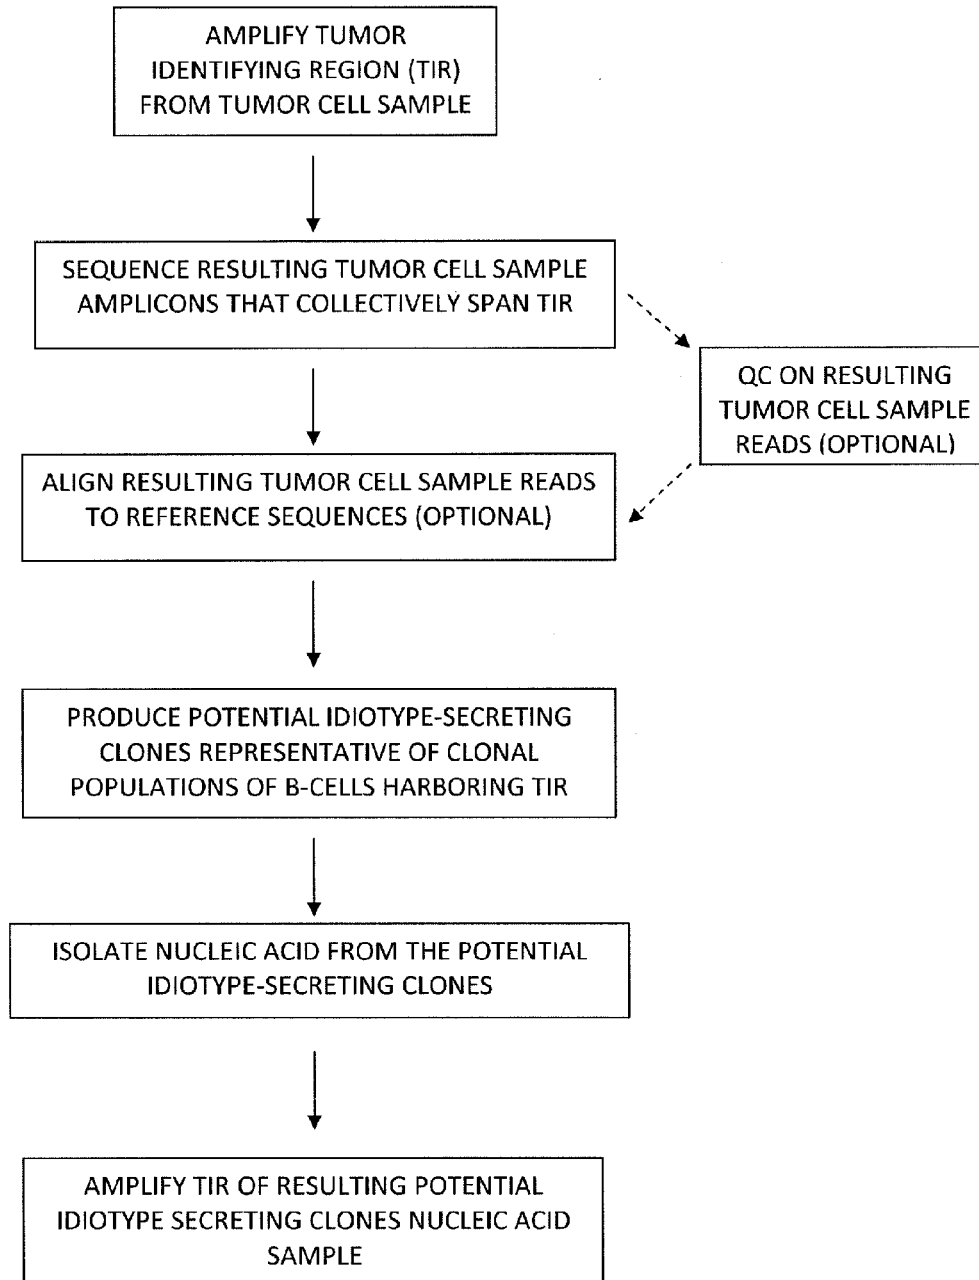 AMPLIFY TUMOR
IDENTIFYING REGION (TIR)
FROM TUMOR CELL SAMPLE
SEQUENCE RESULTING TUMOR CELL SAMPLE
AMPLICONS THAT COLLECTIVELY SPAN TIR
QC ON RESULTING
TUMOR CELL SAMPLE
READS (OPTIONAL)
ALIGN RESULTING TUMOR CELL SAMPLE READS
TO REFERENCE SEQUENCES (OPTIONAL)
PRODUCE POTENTIAL IDIOTYPE-SECRETING
CLONES REPRESENTATIVE OF CLONAL
POPULATIONS OF B-CELLS HARBORING TIR
ISOLATE NUCLEIC ACID FROM THE POTENTIAL
IDIOTYPE-SECRETING CLONES
AMPLIFY TIR OF RESULTING POTENTIAL
IDIOTYPE SECRETING CLONES NUCLEIC ACID
SAMPLE